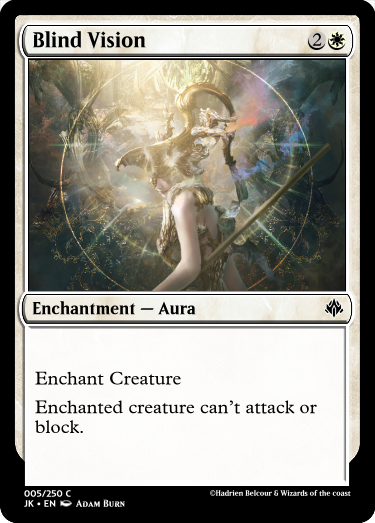 Blind Vision 2
Enchantment — Aura
Enchant Creature
Enchanted creature can't attack or
block.
005/250 C
JK • EN Adam Burn
©Hadrien Belcour & Wizards of the coast